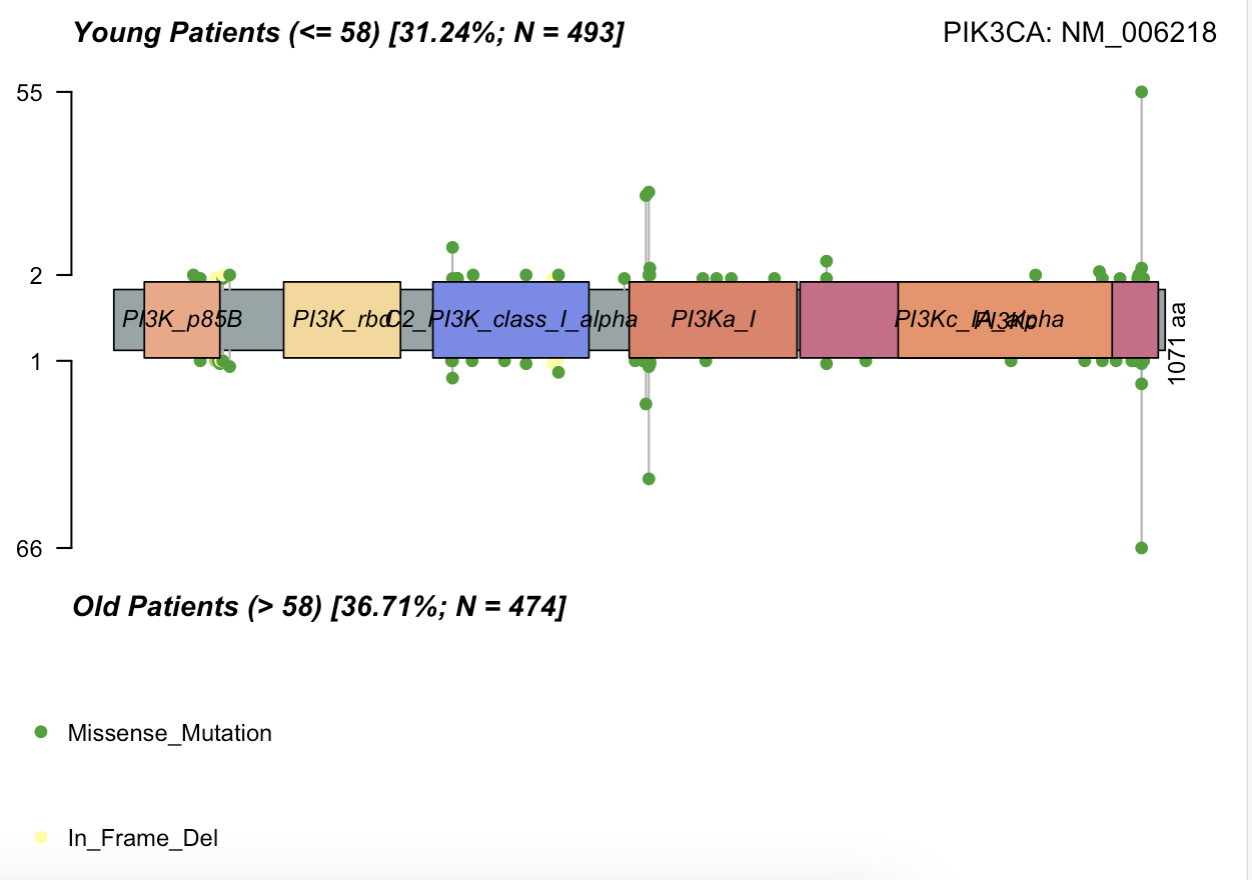 Young Patients (<= 58) [31.24%; N = 493]
PIK3CA: NM_006218
55
2
PI3K_p85B
PI3K_rbd
C2_PI3K_class_I_alpha
PI3Ka_I
PI3Kc_IA_alpha
PI3Kc
1071 aa
1
66
Old Patients (> 58) [36.71%; N = 474]
Missense_Mutation
In_Frame_Del